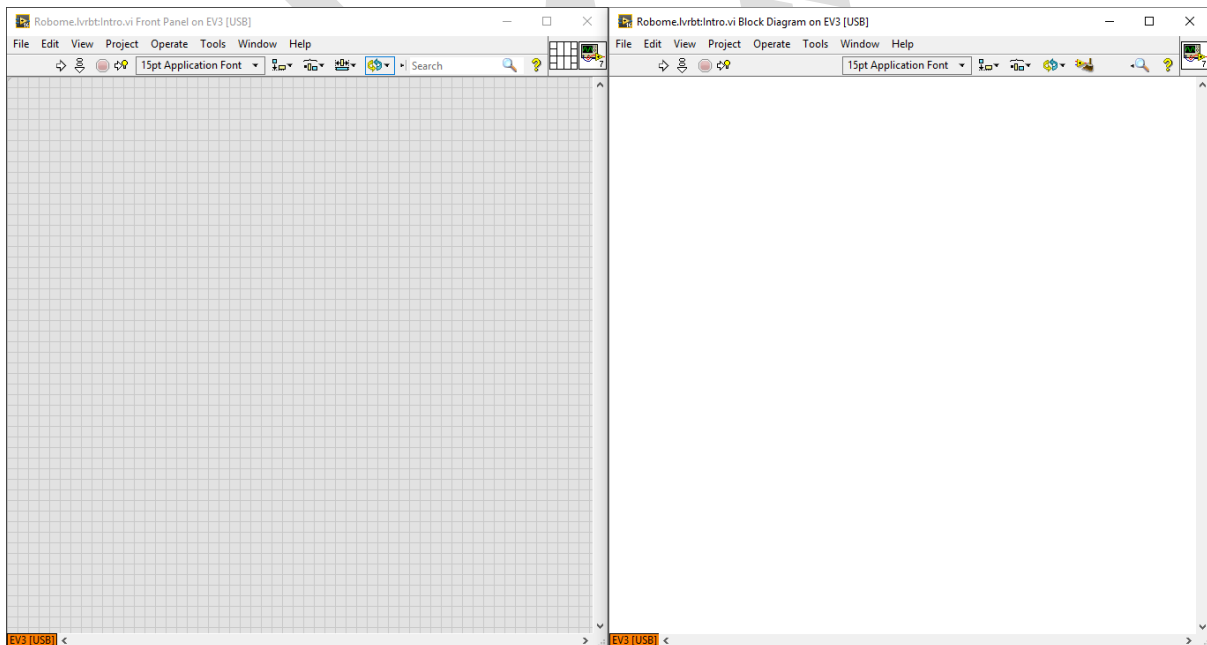 Robome.lvrbt:Intro.vi Front Panel on EV3 [USB]
File Edit View Project Operate Tools Window Help
15pt Application Font
Search
7
EV3 [USB]
Robome.lvrbt:Intro.vi Block Diagram on EV3 [USB]
File Edit View Project Operate Tools Window Help
15pt Application Font
7
EV3 [USB]